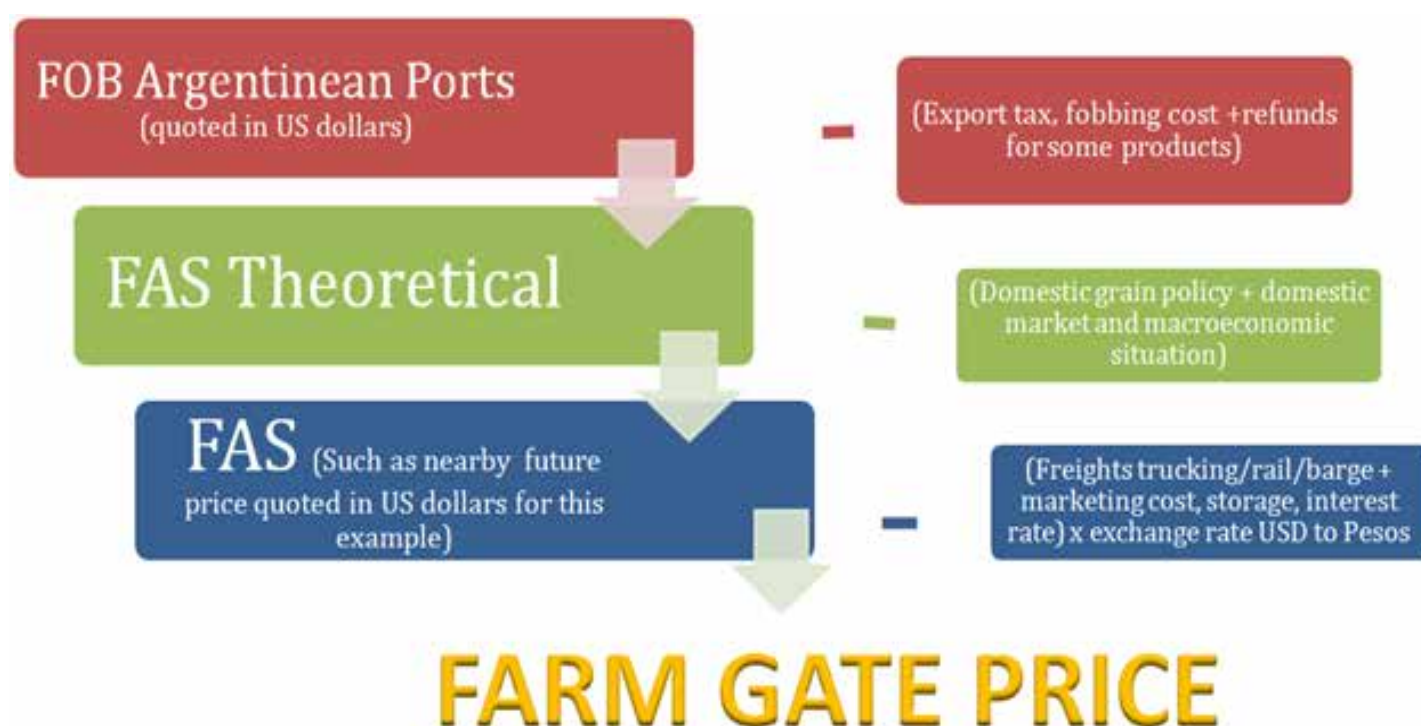 FOB Argentinean Ports
(quoted in US dollars)
(Export tax, fobbing cost +refunds
for some products)
FAS Theoretical
(Domestic grain policy + domestic
market and macroeconomic
situation)
FAS (Such as nearby future
price quoted in US dollars for this
example)
(Freights trucking/rail/barge +
marketing cost, storage, interest
rate) x exchange rate USD to Pesos
FARM GATE PRICE